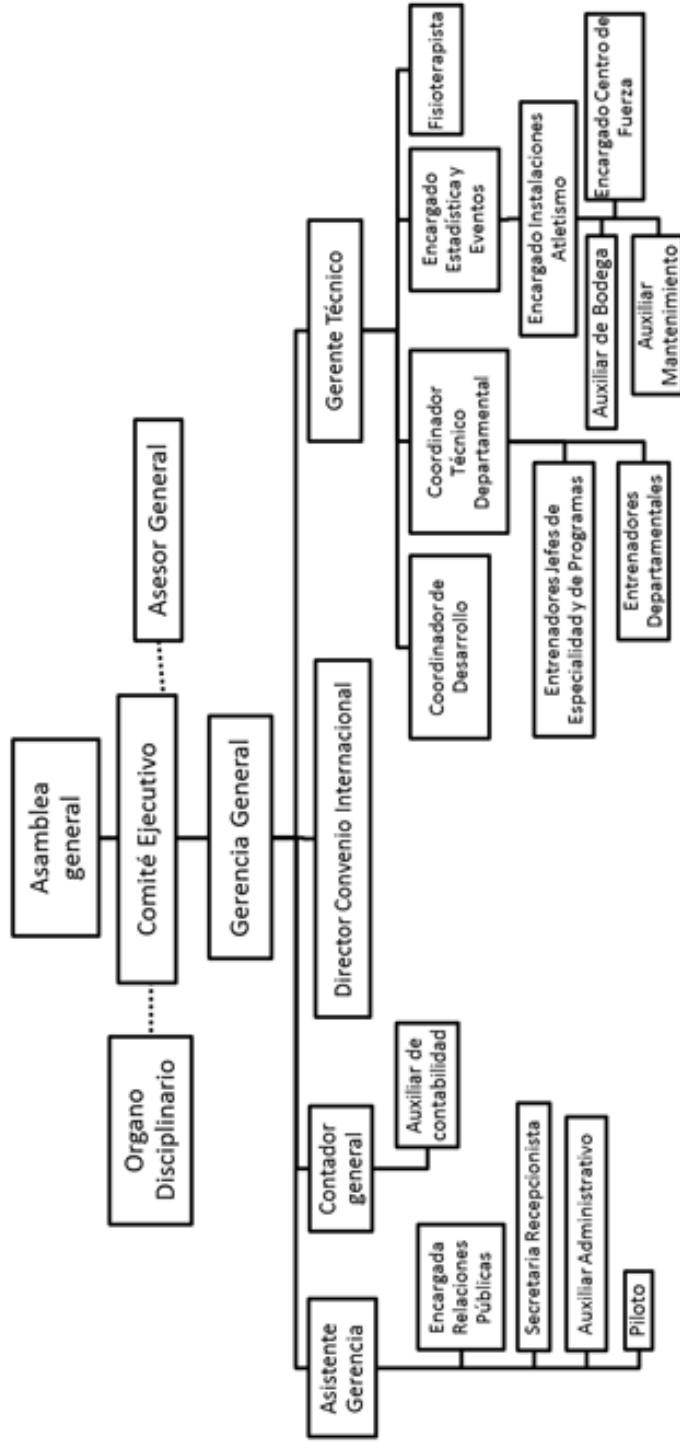 Asamblea
general
Organo
Disciplinario
Comité Ejecutivo
Asesor General
Gerencia General
Asistente
Gerencia
Contador
general
Director Convenio Internacional
Gerente Técnico
Encargada
Relaciones
Públicas
Secretaria Recepcionista
Auxiliar Administrativo
Piloto
Auxiliar de
contabilidad
Coordinador de
Desarrollo
Coordinador
Técnico
Departamental
Encargado
Estadística y
Eventos
Fisioterapista
Entrenadores Jefes de
Especialidad y de Programas
Entrenadores
Departamentales
Encargado Instalaciones
Atletismo
Auxiliar de Bodega
Encargado Centro de
Fuerza
Auxiliar
Mantenimiento